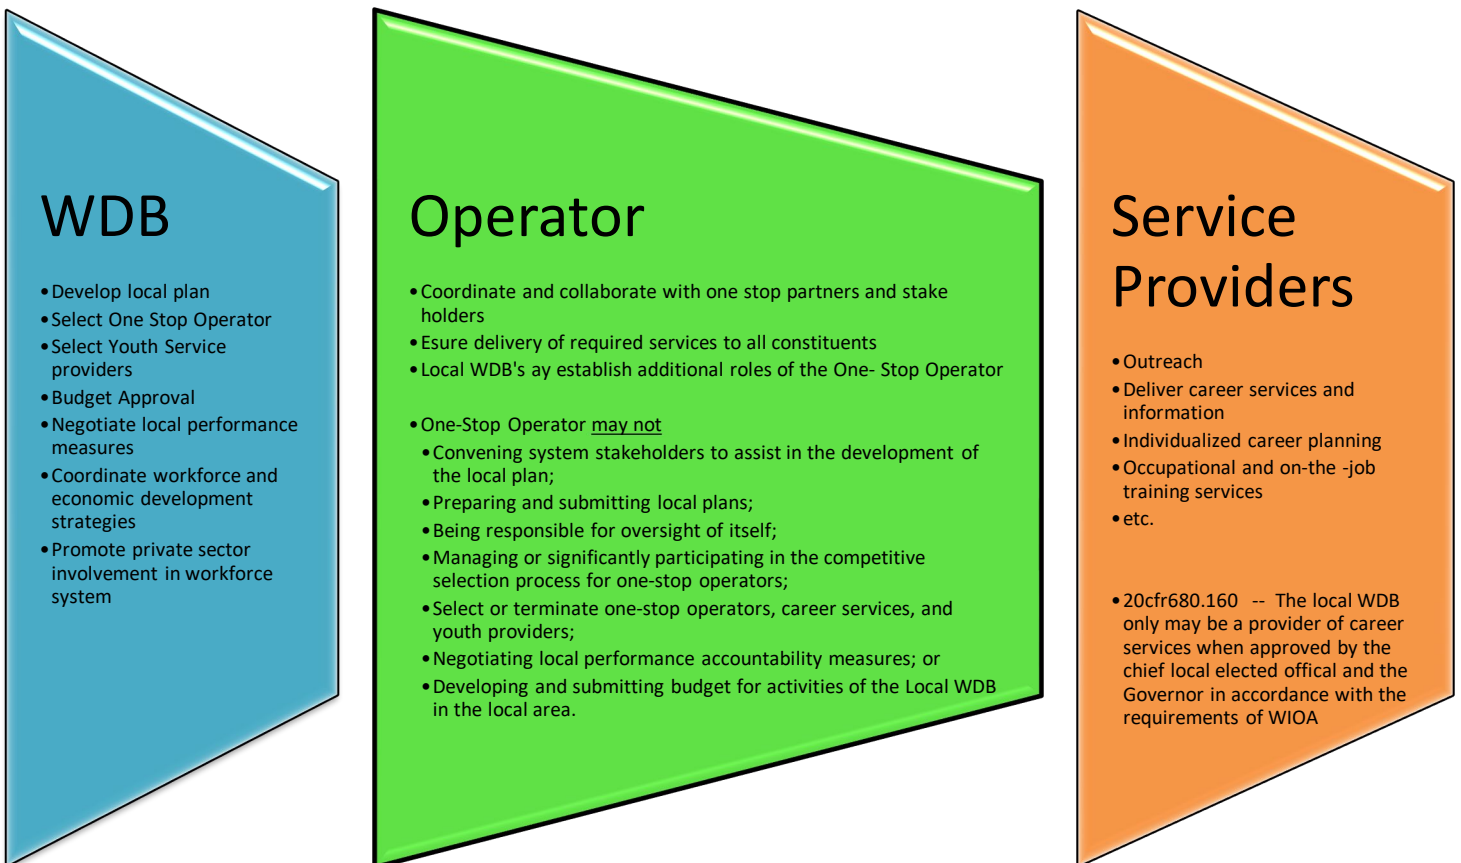 WDB
•Develop local plan
•Select One Stop Operator
•Select Youth Service
providers
•Budget Approval
•Negotiate local performance
measures
•Coordinate workforce and
economic development
strategies
•Promote private sector
involvement in workforce
system
Operator
•Coordinate and collaborate with one stop partners and stake
holders
•Esure delivery of required services to all constituents
•Local WDB's ay establish additional roles of the One- Stop Operator
•One-Stop Operator may not
•Convening system stakeholders to assist in the development of
the local plan;
•Preparing and submitting local plans;
•Being responsible for oversight of itself;
•Managing or significantly participating in the competitive
selection process for one-stop operators;
•Select or terminate one-stop operators, career services, and
youth providers;
•Negotiating local performance accountability measures; or
•Developing and submitting budget for activities of the Local WDB
in the local area.
Service
Providers
•Outreach
•Deliver career services and
information
•Individualized career planning
•Occupational and on-the -job
training services
•etc.
•20cfr680.160 -- The local WDB
only may be a provider of career
services when approved by the
chief local elected offical and the
Governor in accordance with the
requirements of WIOA